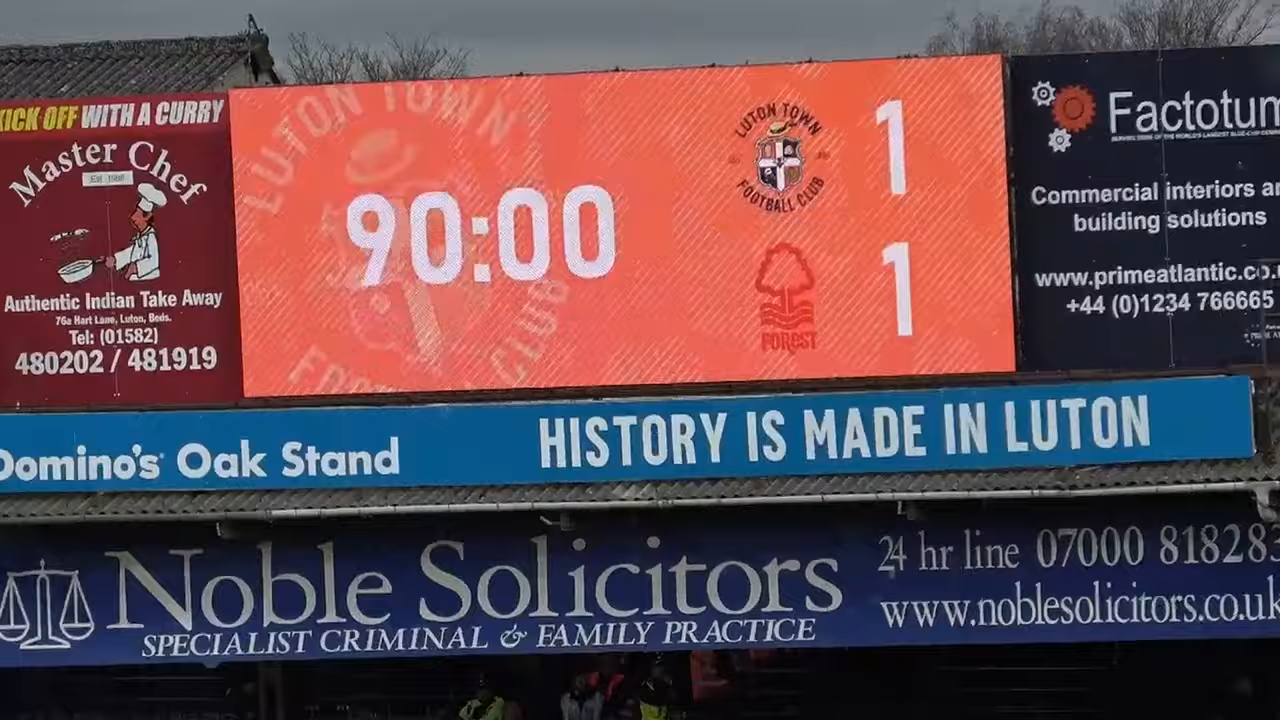 KICK OFF WITH A CURRY
Master Chef
Authentic Indian Take Away
76a Hart Lane, Luton, Beds.
Tel: (01582)
480202 / 481919
LUTON TOWN
FOOTBALL CLUB
90:00
LUTON TOWN
FOOTBALL CLUB
1
FOREST
1
Factotum
Commercial interiors
building solutions
www.primeatlantic.co.
+44 (0)1234 766665
Domino's Oak Stand
HISTORY IS MADE IN LUTON
Noble Solicitors
SPECIALIST CRIMINAL & FAMILY PRACTICE
24 hr line 07000 81828
www.noblesolicitors.co.uk